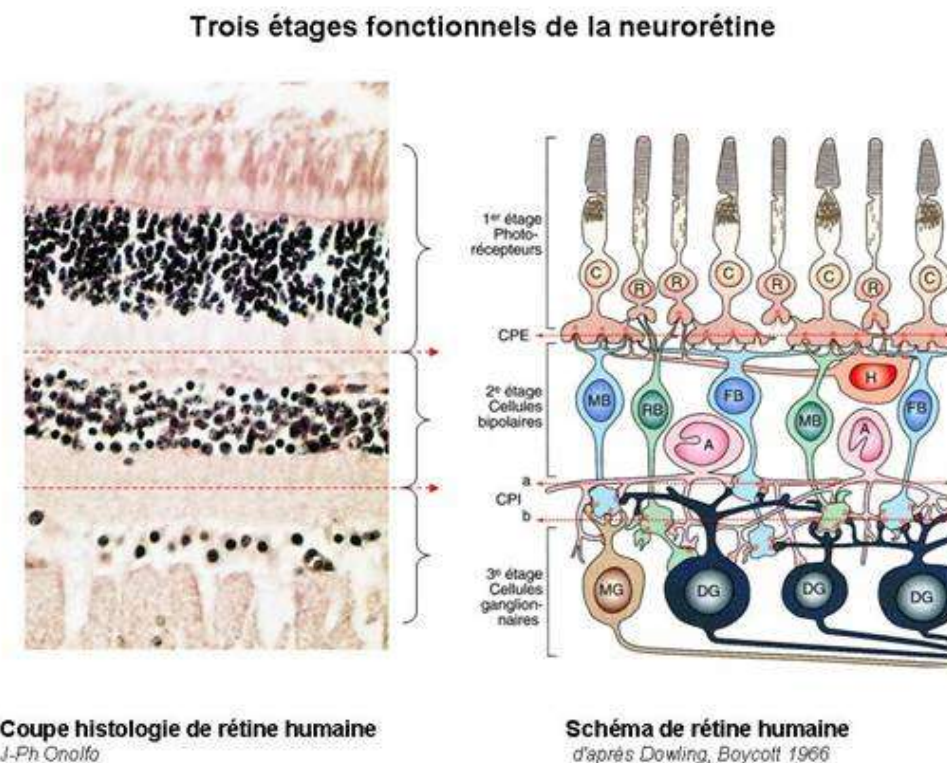 Trois étages fonctionnels de la neurorétine
1er étage
Photo-
récepteurs
C
R
R
C
R
C
R
C
CPE
2e étage
Cellules
bipolaires
MB
RB
FB
MB
H
FB
A
A
a
CPI
b
3e étage
Cellules
ganglion-
naires
MG
DG
DG
DG
Coupe histologie de rétine humaine
J-Ph Onolfo
Schéma de rétine humaine
d'après Dowling, Boycott 1966